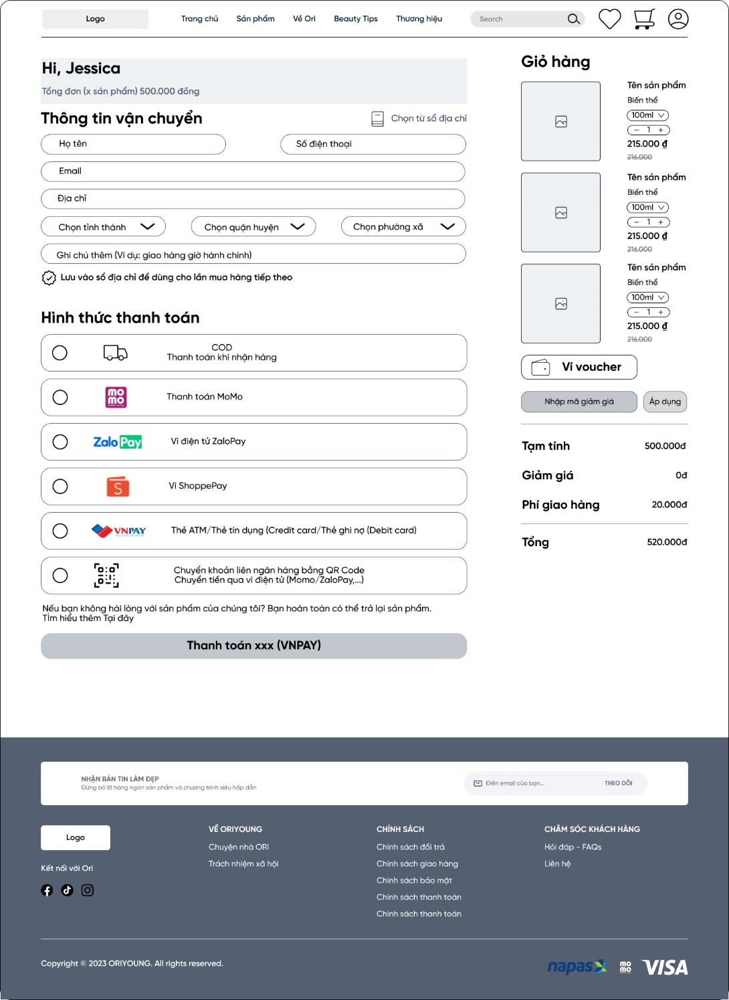 Logo
Trang chủ
Sản phẩm
Về Ori
Beauty Tips
Thương hiệu
Search
Hi, Jessica
Tổng đơn (x sản phẩm) 500.000 đồng
Thông tin vận chuyển
Chọn từ sổ địa chỉ
Họ tên
Số điện thoại
Email
Địa chỉ
Chọn tỉnh thành
Chọn quận huyện
Chọn phường xã
Ghi chú thêm (Ví dụ: giao hàng giờ hành chính)
Lưu vào sổ địa chỉ để dùng cho lần mua hàng tiếp theo
Hình thức thanh toán
COD
Thanh toán khi nhận hàng
momo
Thanh toán MoMo
ZaloPay
Ví điện tử ZaloPay
S
Ví ShoppePay
VNPAY
Thẻ ATM/Thẻ tín dụng (Credit card/Thẻ ghi nợ (Debit card)
Chuyển khoản liên ngân hàng bằng QR Code
Chuyển tiền qua ví điện tử (Momo/ZaloPay,...)
Nếu bạn không hài lòng với sản phẩm của chúng tôi? Bạn hoàn toàn có thể trả lại sản phẩm.
Tìm hiểu thêm Tại đây
Thanh toán xxx (VNPAY)
Giỏ hàng
Tên sản phẩm
Biến thể
100ml
− 1 +
215.000 ₫
216.000
Tên sản phẩm
Biến thể
100ml
− 1 +
215.000 ₫
216.000
Tên sản phẩm
Biến thể
100ml
− 1 +
215.000 ₫
216.000
Ví voucher
Nhập mã giảm giá
Áp dụng
Tạm tính 500.000đ
Giảm giá 0đ
Phí giao hàng 20.000đ
Tổng 520.000đ
NHẬN BẢN TIN LÀM ĐẸP
Đừng bỏ lỡ hàng ngàn sản phẩm và chương trình siêu hấp dẫn
Điền email của bạn...
THEO DÕI
Logo
Kết nối với Ori
VỀ ORIYOUNG
Chuyện nhà ORI
Trách nhiệm xã hội
CHÍNH SÁCH
Chính sách đổi trả
Chính sách giao hàng
Chính sách bảo mật
Chính sách thanh toán
Chính sách thanh toán
CHĂM SÓC KHÁCH HÀNG
Hỏi đáp - FAQs
Liên hệ
Copyright © 2023 ORIYOUNG. All rights reserved.
napas
momo
VISA